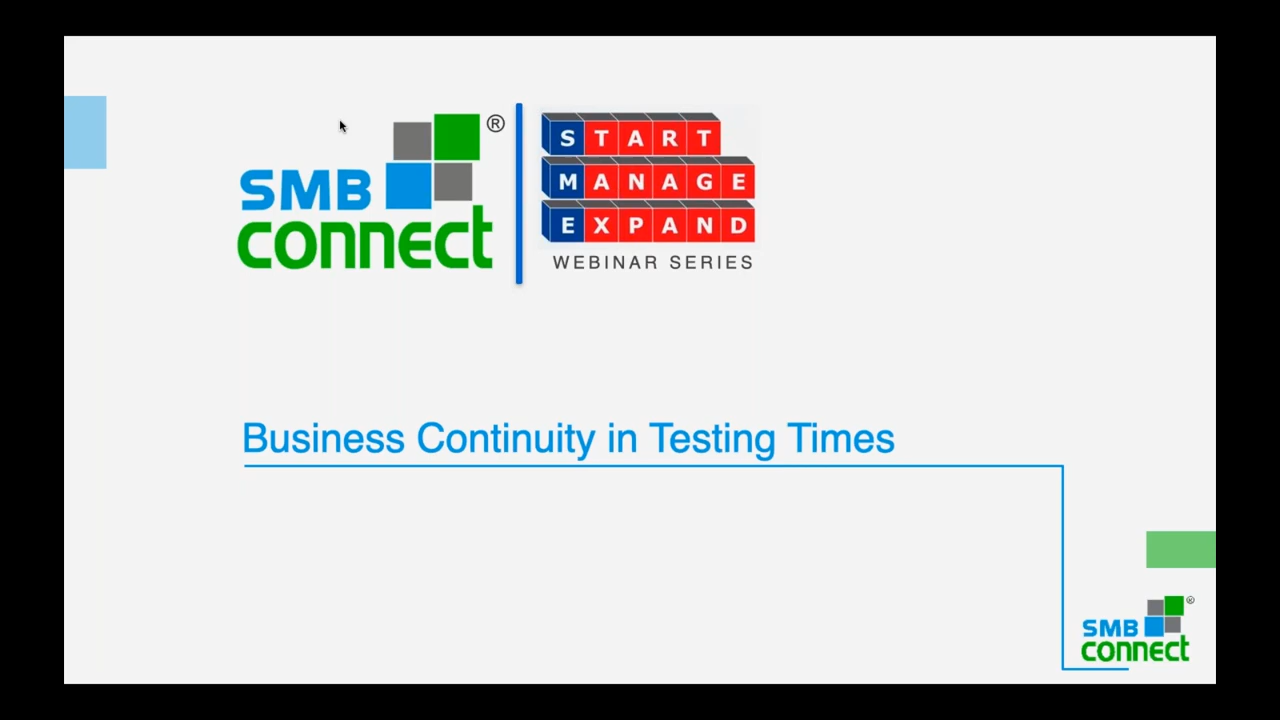 SMB
connect
®
START
MANAGE
EXPAND
WEBINAR SERIES
Business Continuity in Testing Times
SMB
connect
®